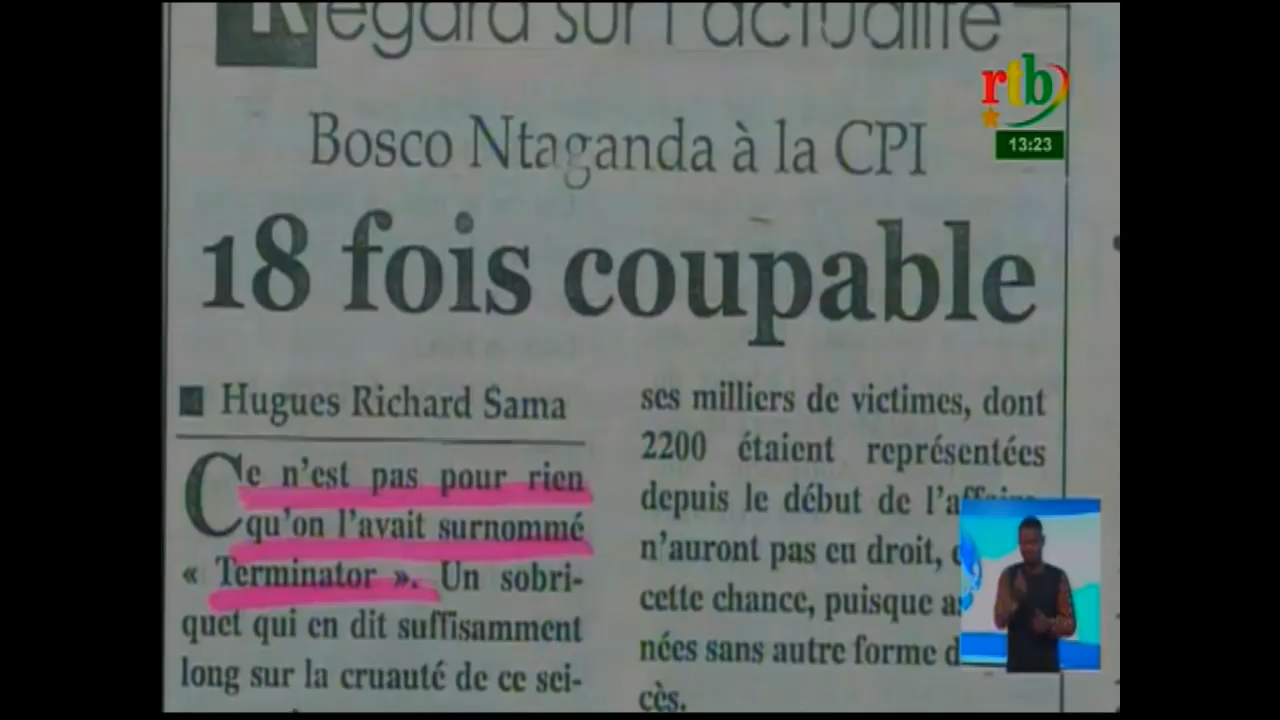 Regard sur l'actualité
rtb
13:23
Bosco Ntaganda à la CPI
18 fois coupable
■ Hugues Richard Sama
Ce n'est pas pour rien
qu'on l'avait surnommé
« Terminator ». Un sobri-
quet qui en dit suffisamment
long sur la cruauté de ce sei-
ses milliers de victimes, dont
2200 étaient représentées
depuis le début de l'affaire
n'auront pas eu droit,
cette chance, puisque
nées sans autre forme
cès.